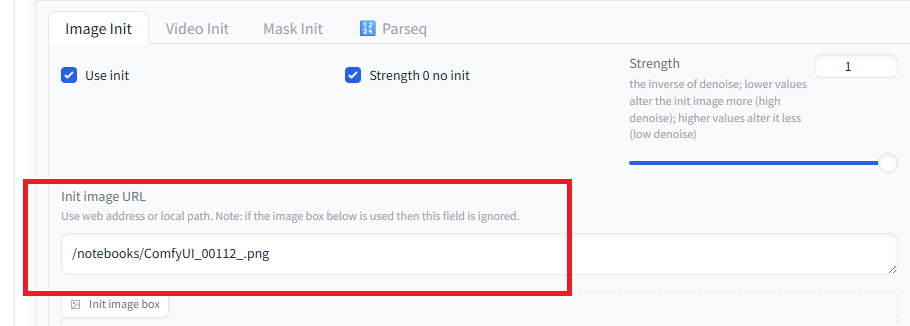 Image Init Video Init Mask Init 1234 Parseq
Use init
Strength 0 no init
Strength
1
the inverse of denoise; lower values
alter the init image more (high
denoise); higher values alter it less
(low denoise)
Init image URL
Use web address or local path. Note: if the image box below is used then this field is ignored.
/notebooks/ComfyUI_00112_.png
Init image box